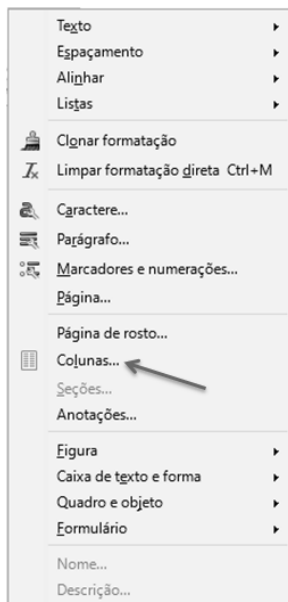 Texto
Espaçamento
Alinhar
Listas
Clonar formatação
Limpar formatação direta Ctrl+M
Caractere...
Parágrafo...
Marcadores e numerações...
Página...
Página de rosto...
Colunas...
Seções...
Anotações...
Figura
Caixa de texto e forma
Quadro e objeto
Formulário
Nome...
Descrição...